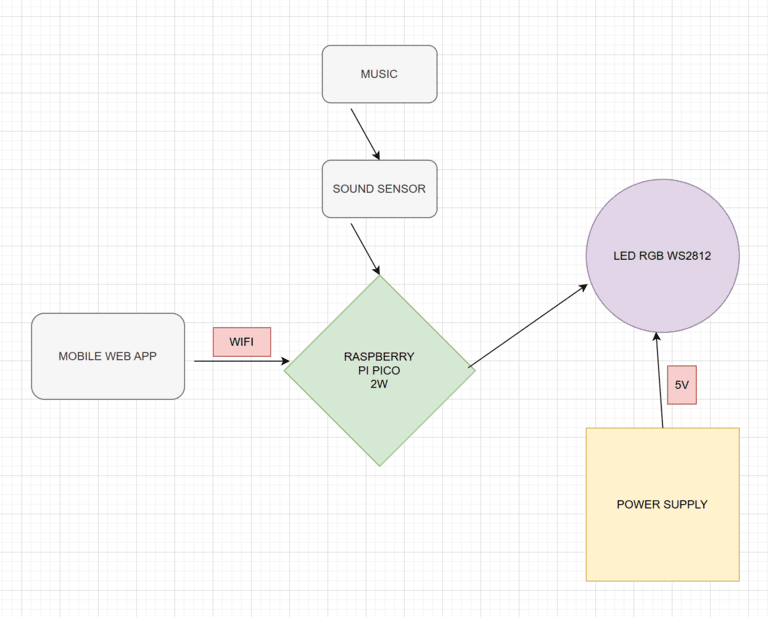 MUSIC
SOUND SENSOR
LED RGB WS2812
WIFI
MOBILE WEB APP
RASPBERRY
PI PICO
2W
5V
POWER SUPPLY